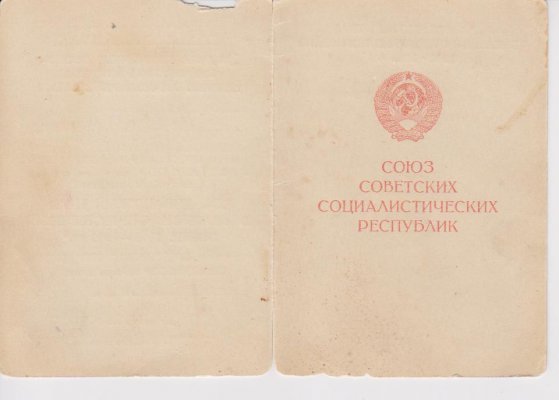 СОЮЗ
СОВЕТСКИХ
СОЦИАЛИСТИЧЕСКИХ
РЕСПУБЛИК